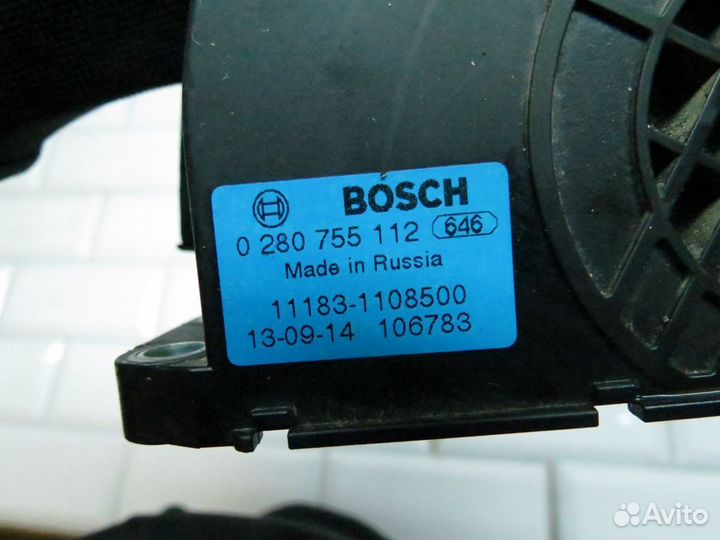 BOSCH
0 280 755 112 646
Made in Russia
11183-1108500
13-09-14 106783
Avito